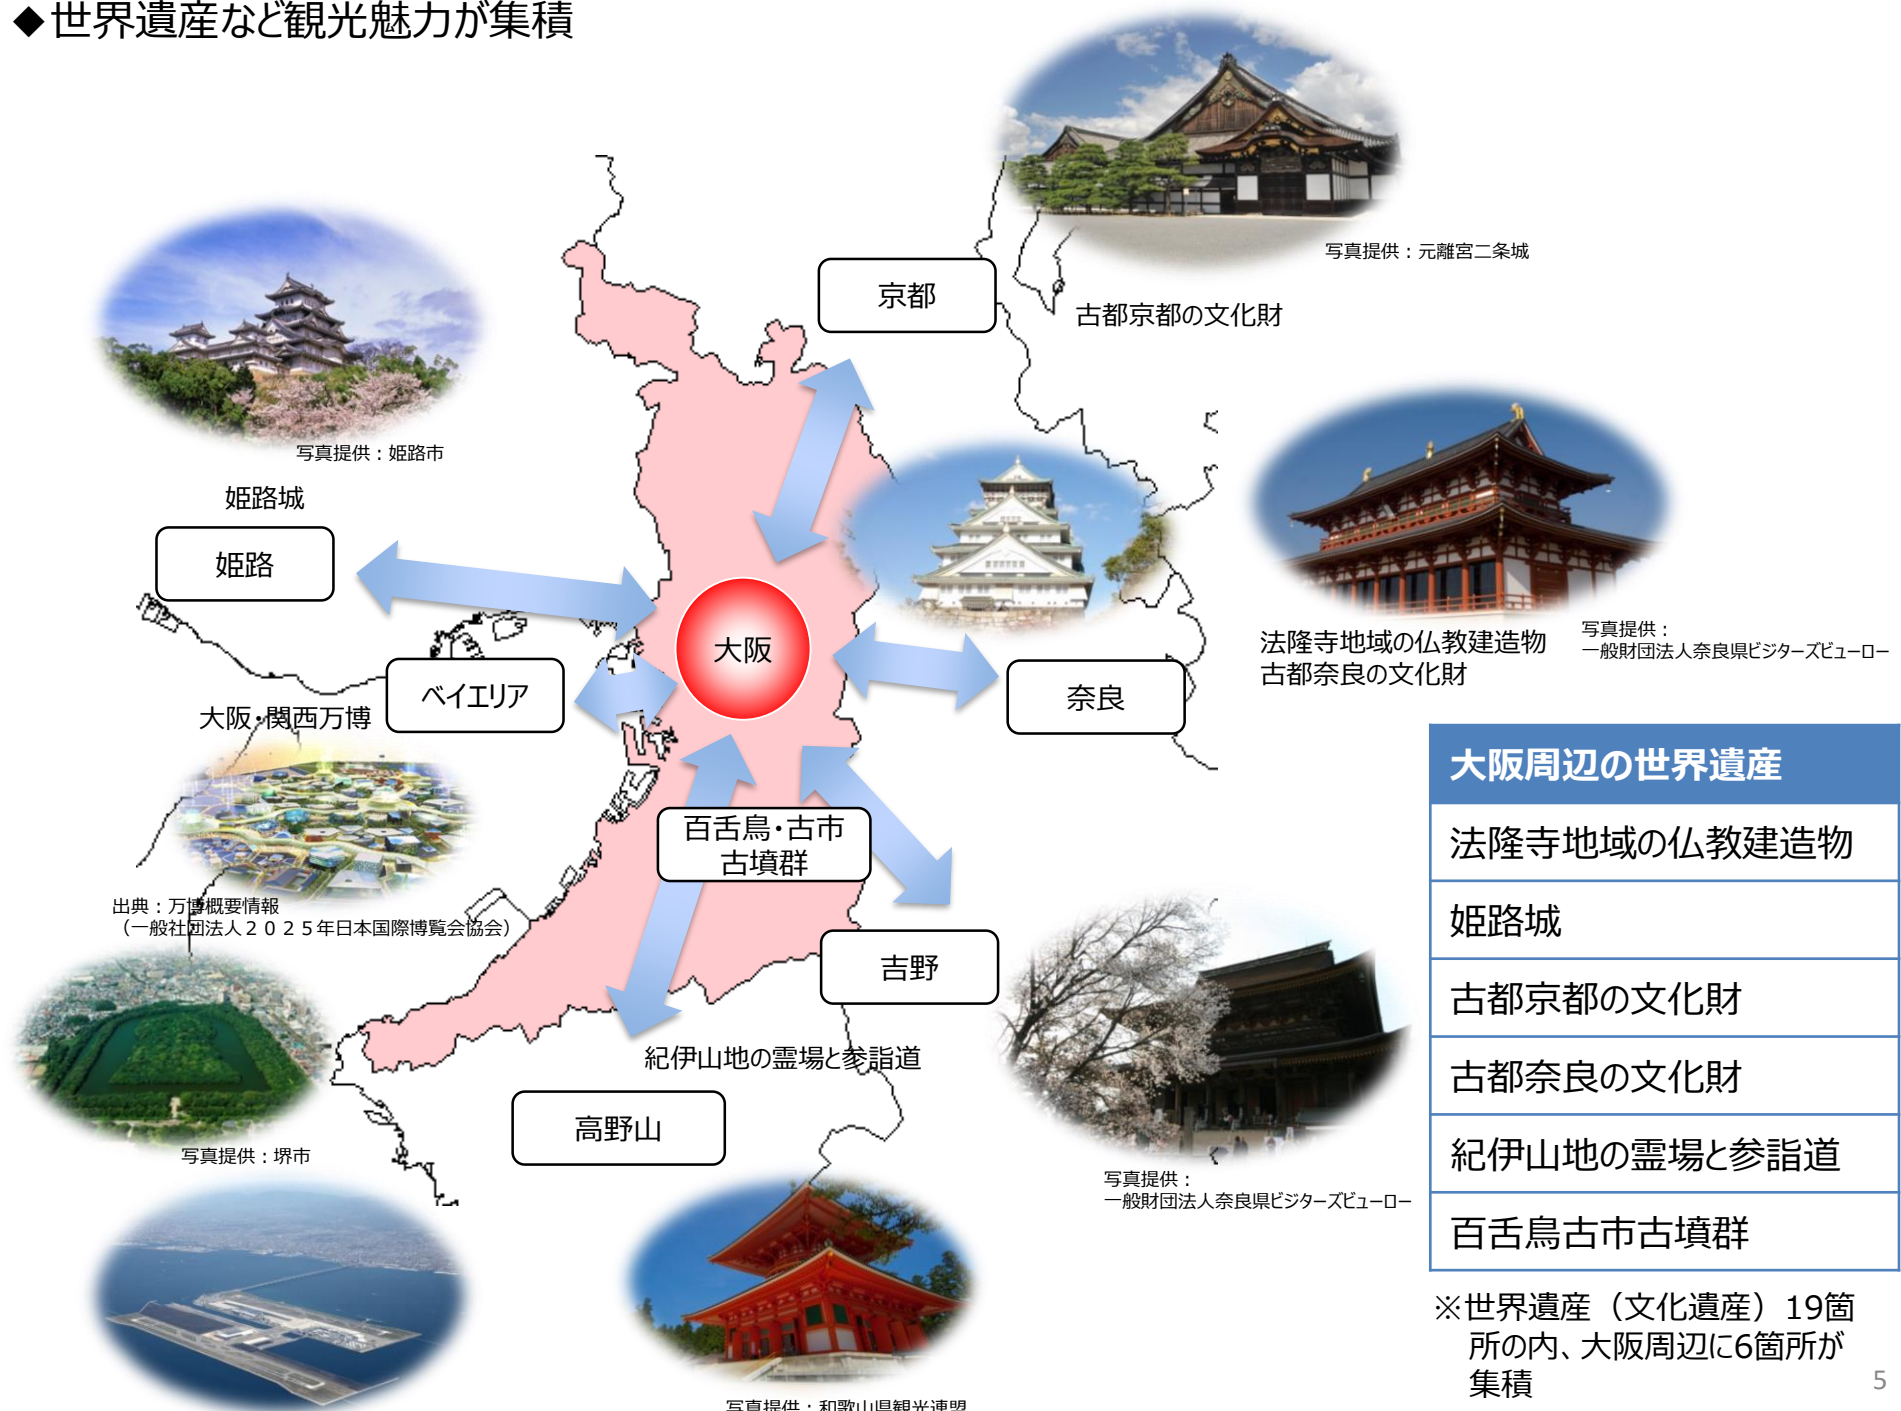 ◆世界遺産など観光魅力が集積
写真提供：元離宮二条城
京都
古都京都の文化財
写真提供：姫路市
姫路城
姫路
大阪
法隆寺地域の仏教建造物
古都奈良の文化財
写真提供：
一般財団法人奈良県ビジターズビューロー
ベイエリア
奈良
大阪・関西万博
百舌鳥・古市
古墳群
出典：万博概要情報
（一般社団法人２０２５年日本国際博覧会協会）
吉野
紀伊山地の霊場と参詣道
高野山
写真提供：堺市
写真提供：
一般財団法人奈良県ビジターズビューロー
写真提供：和歌山県観光連盟
大阪周辺の世界遺産
法隆寺地域の仏教建造物
姫路城
古都京都の文化財
古都奈良の文化財
紀伊山地の霊場と参詣道
百舌鳥古市古墳群
※世界遺産（文化遺産）19箇
所の内、大阪周辺に6箇所が
集積
5